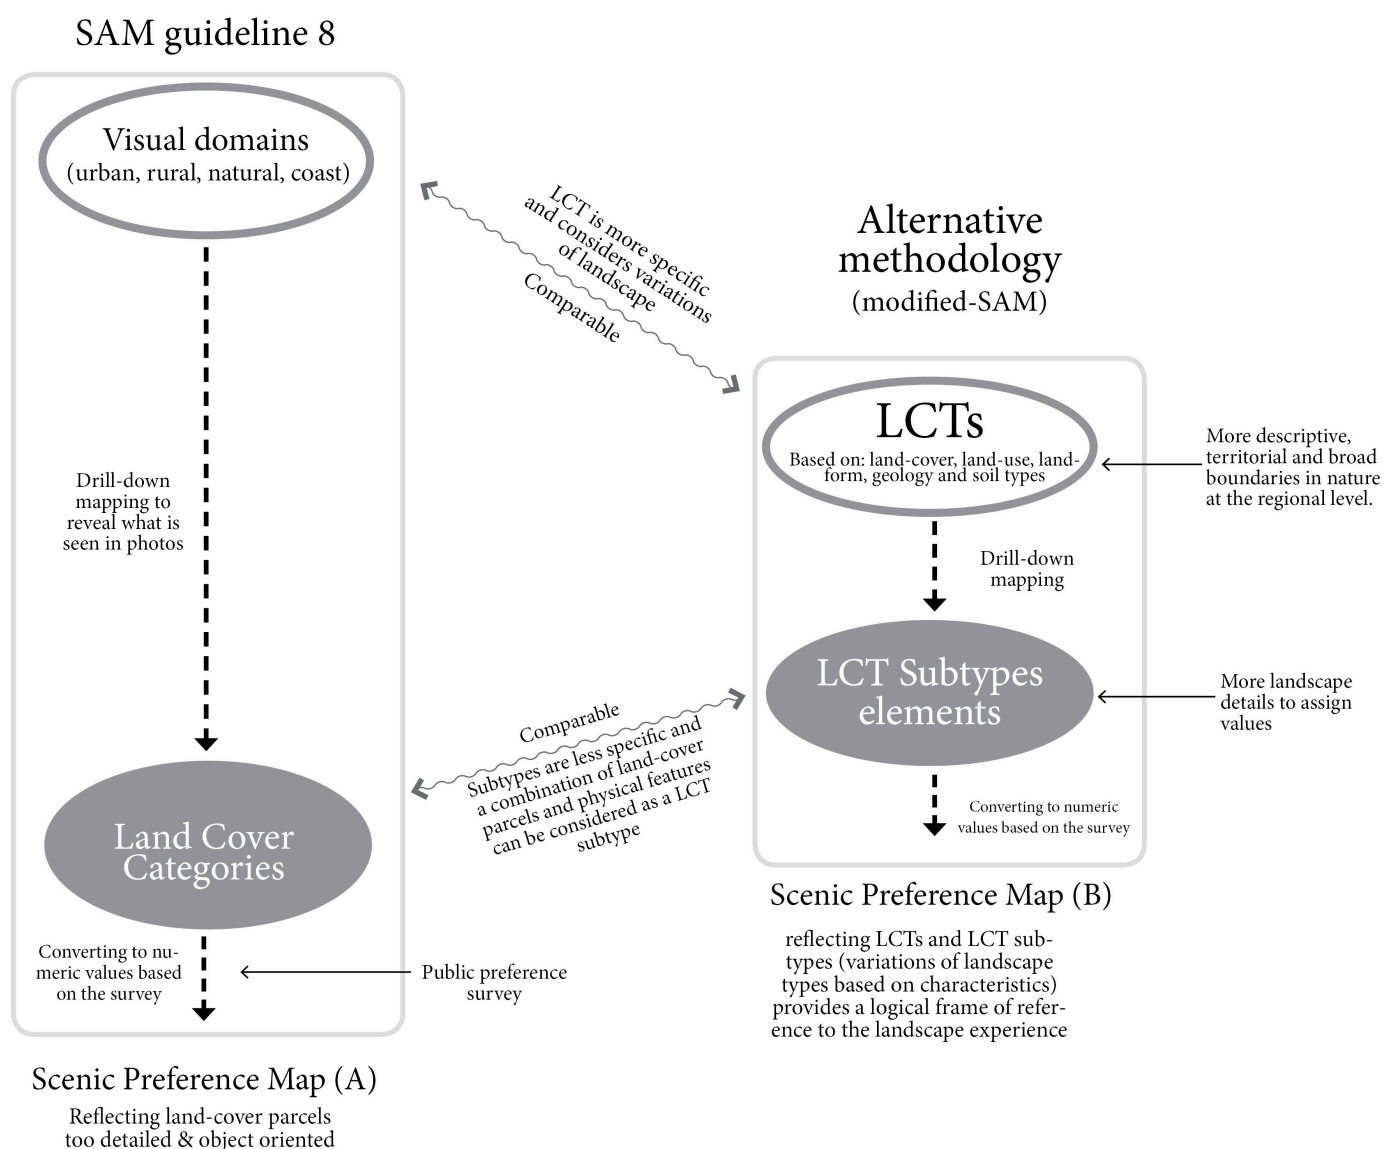 SAM guideline 8
Visual domains
(urban, rural, natural, coast)
Drill-down
mapping to
reveal what is
seen in photos
Land Cover
Categories
Converting to nu-
meric values based
on the survey
Public preference
survey
Scenic Preference Map (A)
Reflecting land-cover parcels
too detailed & object oriented
LCT is more specific
and considers variations
of landscape
Comparable
Comparable
Subtypes are less specific and
a combination of land-cover
parcels and physical features
can be considered as a LCT
subtype
Alternative
methodology
(modified-SAM)
LCTs
Based on: land-cover, land-use, land-
form, geology and soil types
More descriptive,
territorial and broad
boundaries in nature
at the regional level.
Drill-down
mapping
LCT Subtypes
elements
More landscape
details to assign
values
Converting to numeric
values based on the survey
Scenic Preference Map (B)
reflecting LCTs and LCT sub-
types (variations of landscape
types based on characteristics)
provides a logical frame of refer-
ence to the landscape experience